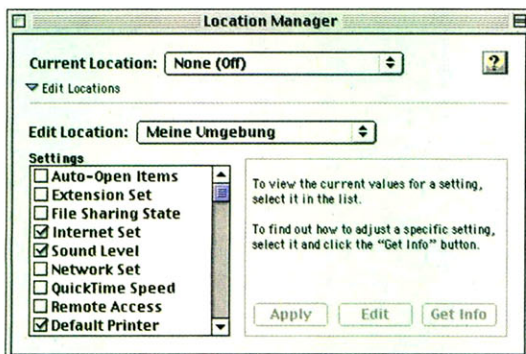 Location Manager
Current Location: None (Off)
?
Edit Locations
Edit Location: Meine Umgebung
Settings
Auto-Open Items
Extension Set
File Sharing State
Internet Set
Sound Level
Network Set
QuickTime Speed
Remote Access
Default Printer
To view the current values for a setting,
select it in the list.
To find out how to adjust a specific setting,
select it and click the “Get Info” button.
Apply Edit Get Info